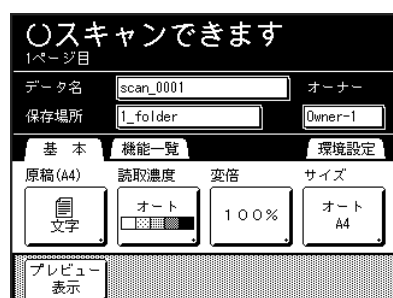 ○スキャンできます
1ページ目
データ名 scan_0001 オーナー
保存場所 1_folder Owner-1
基本 機能一覧 環境設定
原稿(A4) 読取濃度 変倍 サイズ
文字 オート 100% オート
A4
プレビュー
表示